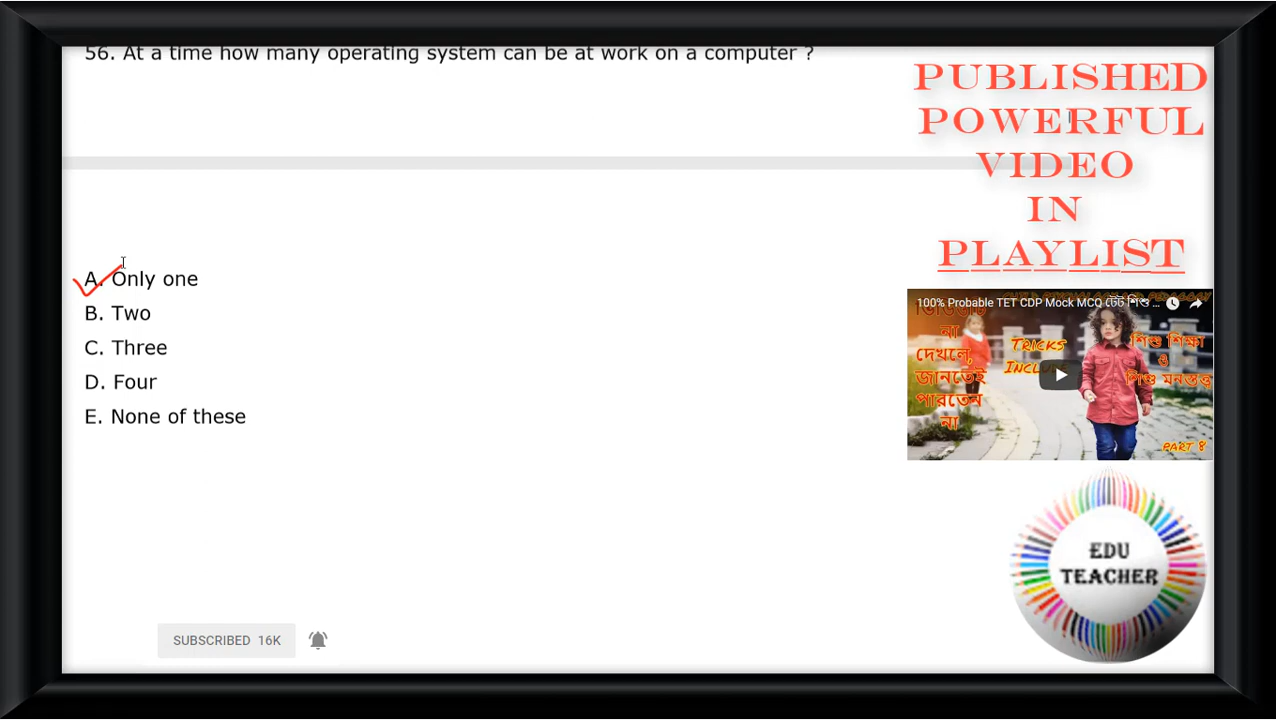 56. At a time how many operating system can be at work on a computer ?
A. Only one
B. Two
C. Three
D. Four
E. None of these
SUBSCRIBED 16K
PUBLISHED
POWERFUL
VIDEO
IN
PLAYLIST
100% Probable TET CDP Mock MCQ টেট শিশু ...
ভিডিওটি
না
দেখলে,
জানতেই
পারতেন
না
TRICKS
INCLUDE
শিশু শিক্ষা
ও
শিশু মনস্তত্ত্ব
PART 8
EDU
TEACHER